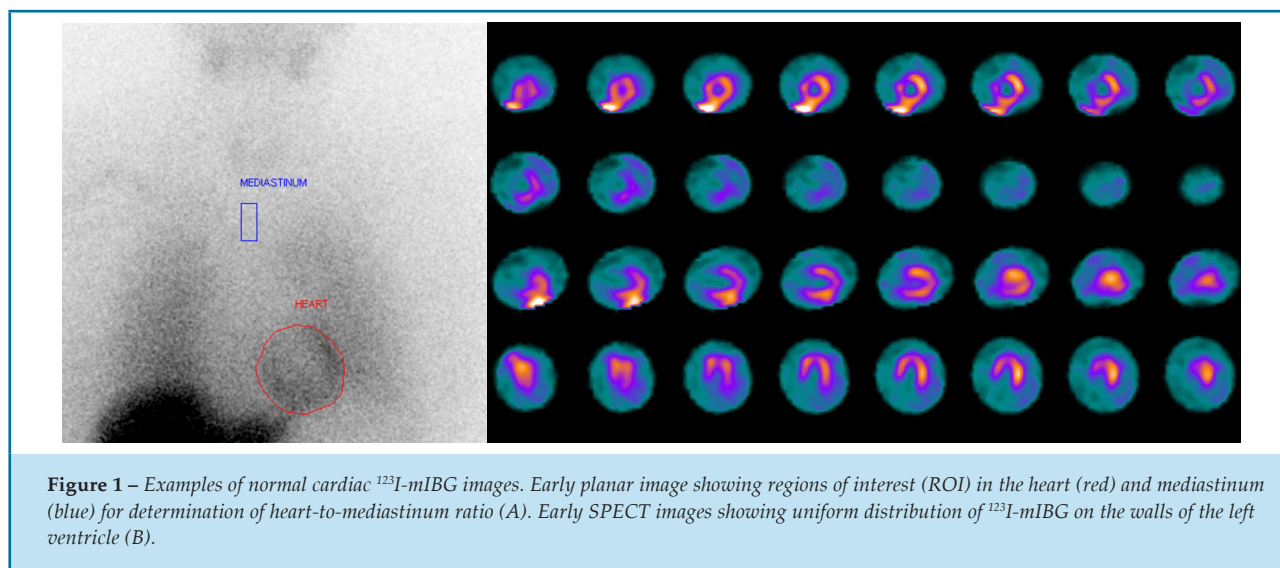 MEDIASTINUM
HEART
Figure 1 – Examples of normal cardiac ¹²³I-mIBG images. Early planar image showing regions of interest (ROI) in the heart (red) and mediastinum
(blue) for determination of heart-to-mediastinum ratio (A). Early SPECT images showing uniform distribution of ¹²³I-mIBG on the walls of the left
ventricle (B).